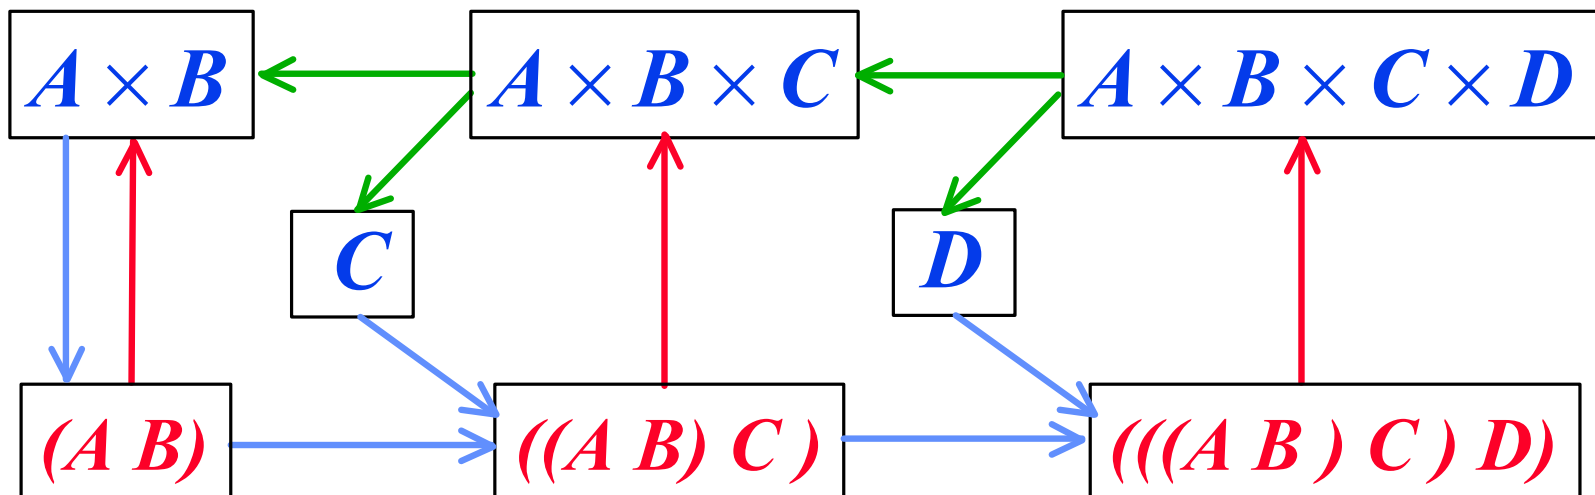 A × B
A × B × C
A × B × C × D
C
D
(A B)
((A B) C )
(((A B ) C ) D)